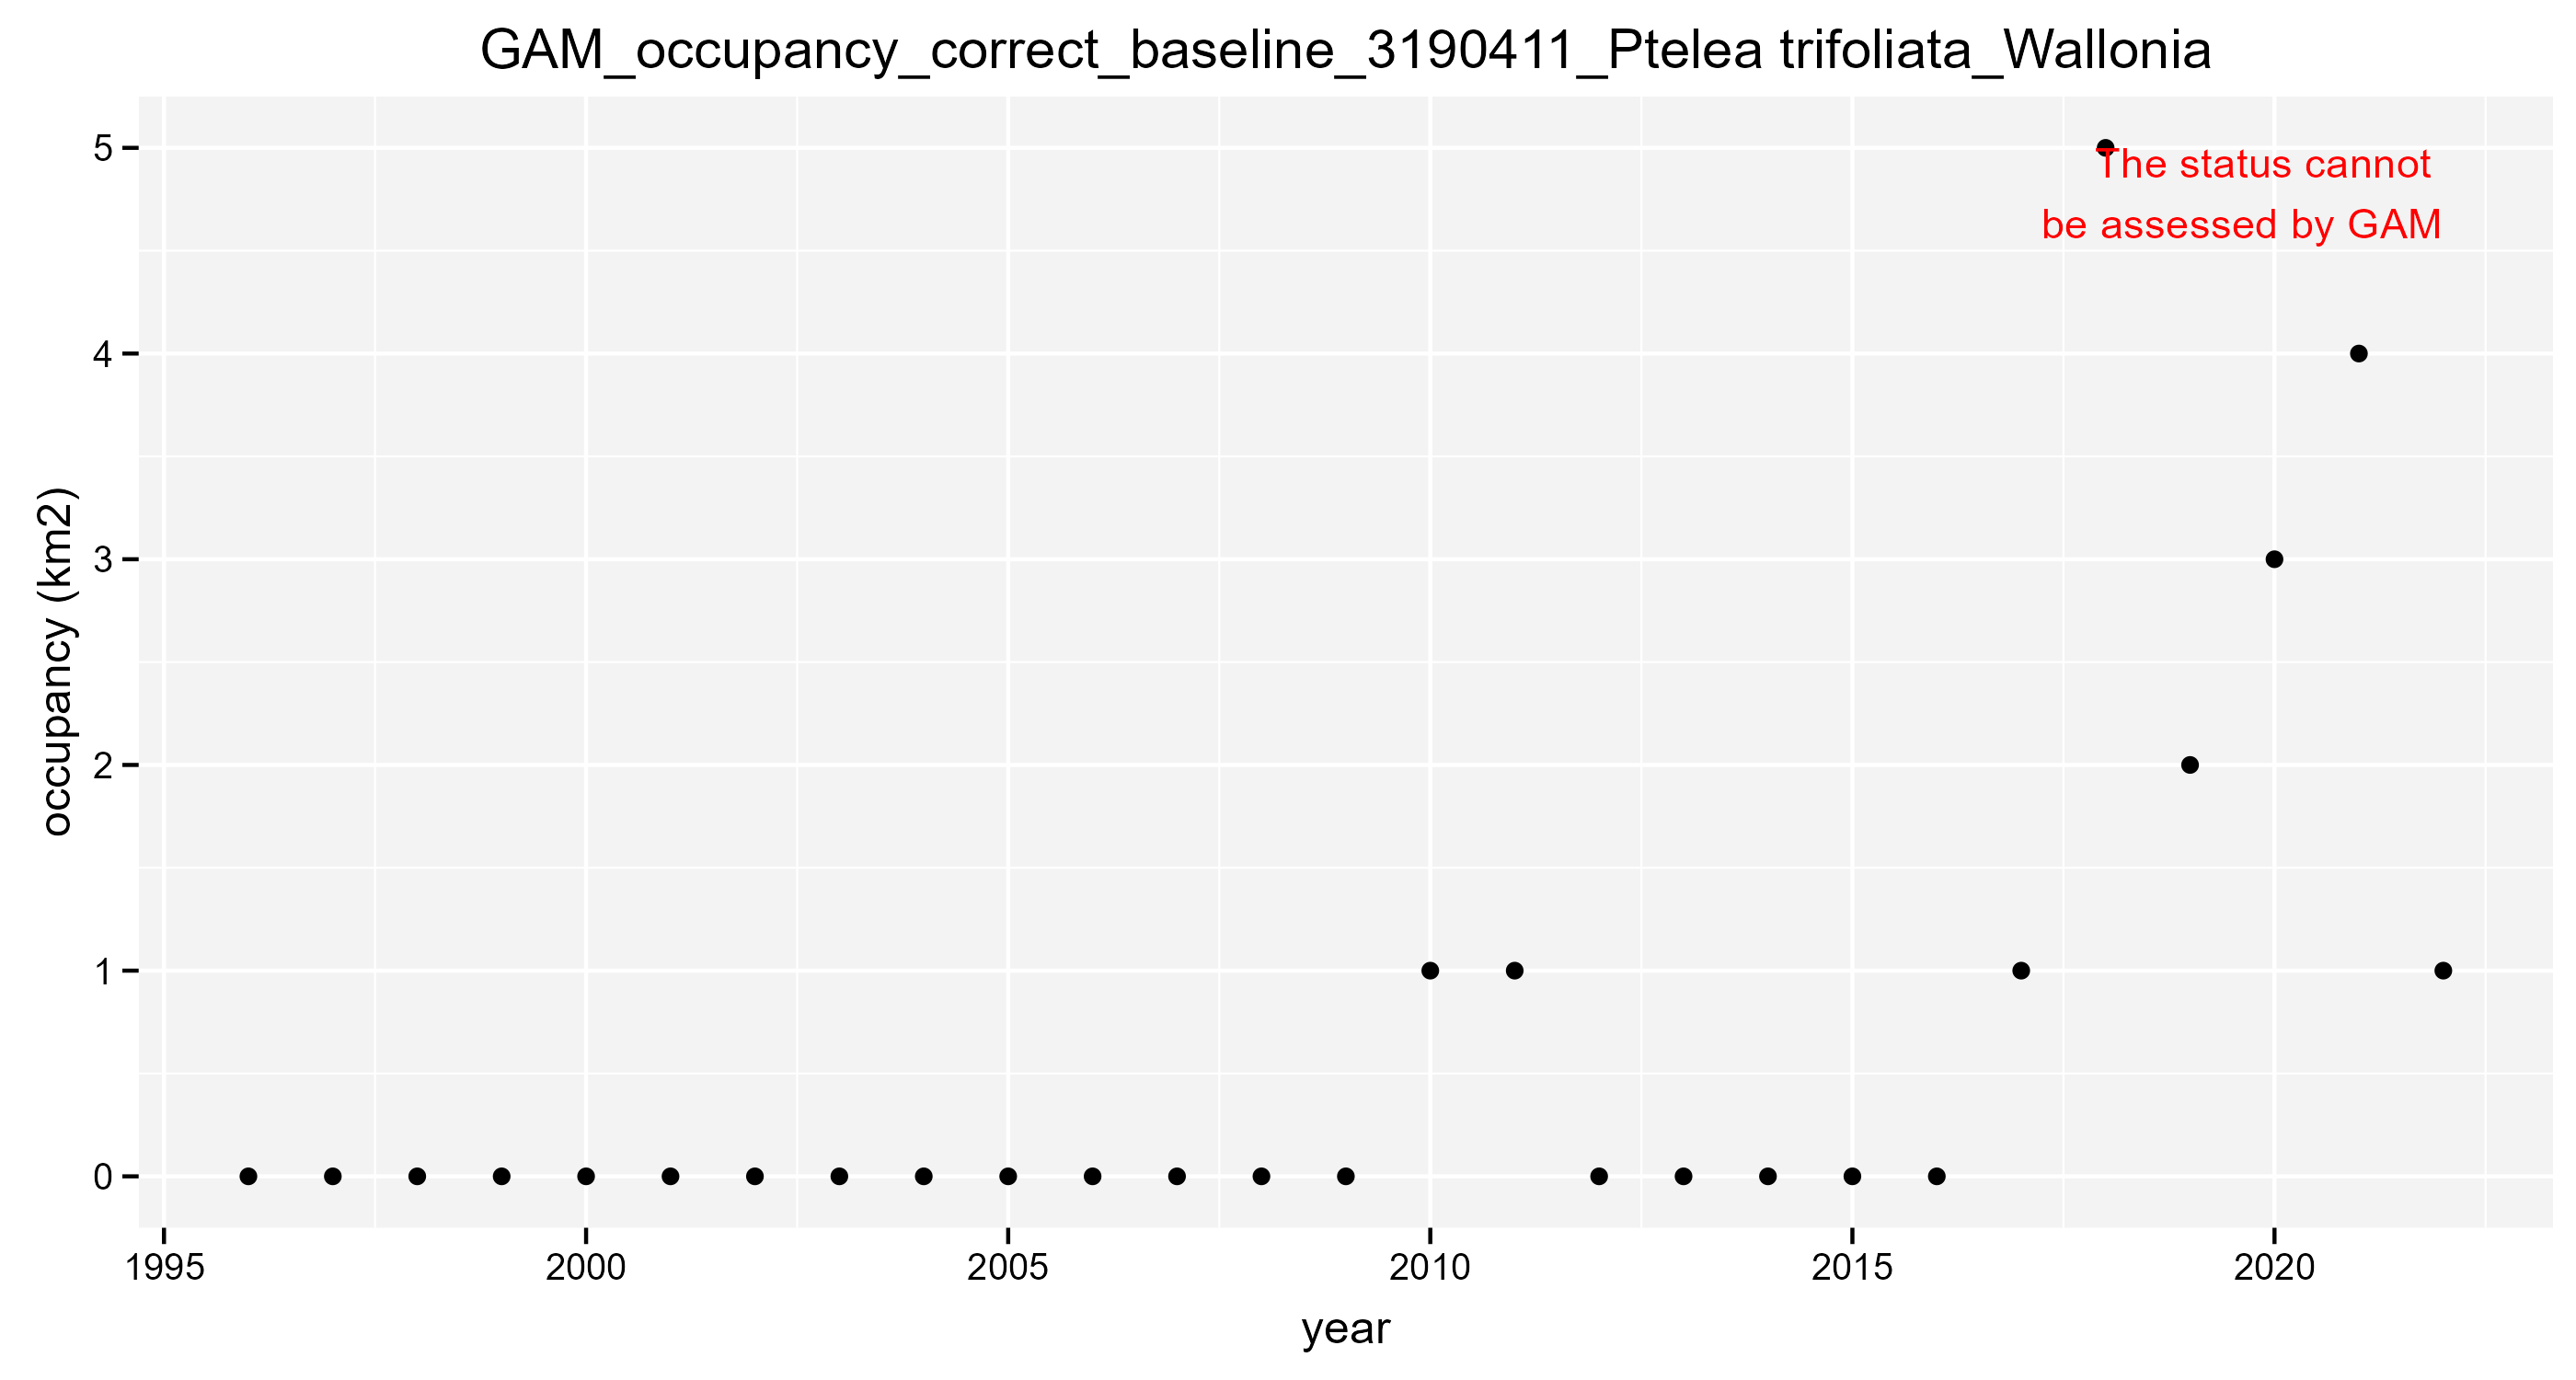 GAM_occupancy_correct_baseline_3190411_Ptelea trifoliata_Wallonia
5
The status cannot
be assessed by GAM
4
3
2
1
0
occupancy (km2)
1995 2000 2005 2010 2015 2020
year